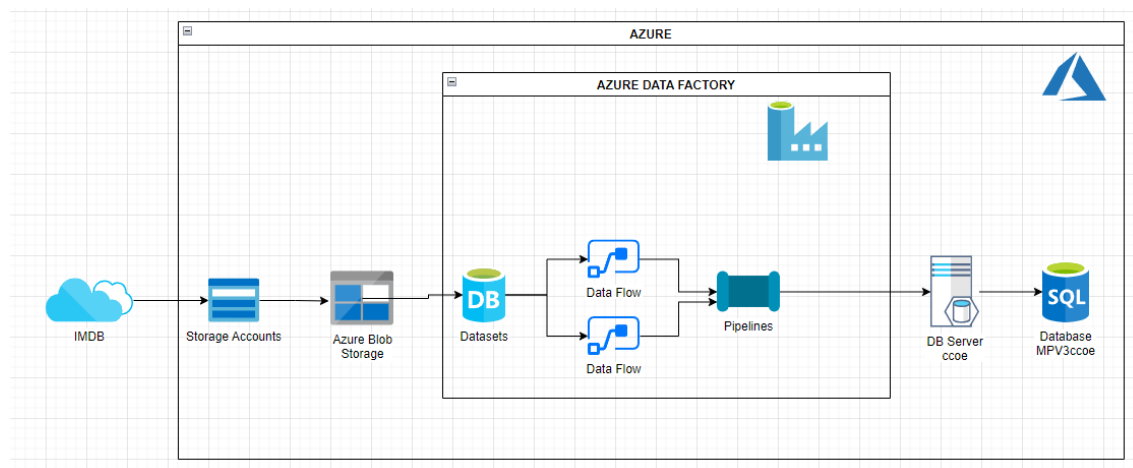 AZURE
AZURE DATA FACTORY
IMDB
Storage Accounts
Azure Blob
Storage
DB
Datasets
Data Flow
Data Flow
Pipelines
DB Server
ccoe
SQL
Database
MPV3ccoe